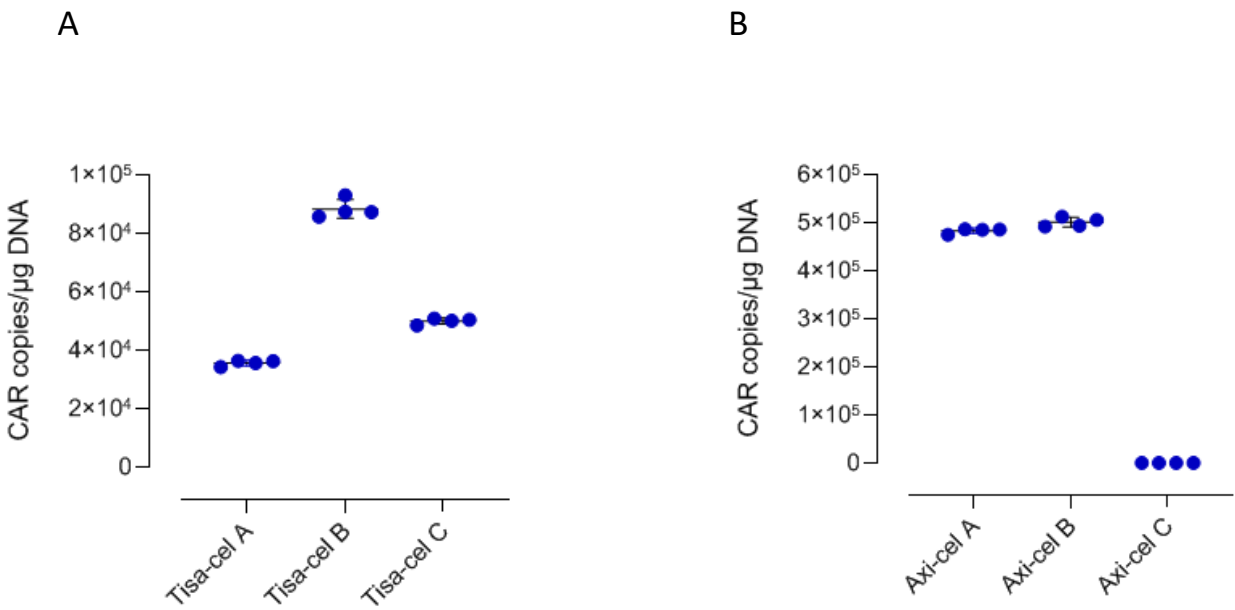 A
B
CAR copies/µg DNA
1×10⁵
8×10⁴
6×10⁴
4×10⁴
2×10⁴
0
Tisa-cel A
Tisa-cel B
Tisa-cel C
CAR copies/µg DNA
6×10⁵
5×10⁵
4×10⁵
3×10⁵
2×10⁵
1×10⁵
0
Axi-cel A
Axi-cel B
Axi-cel C